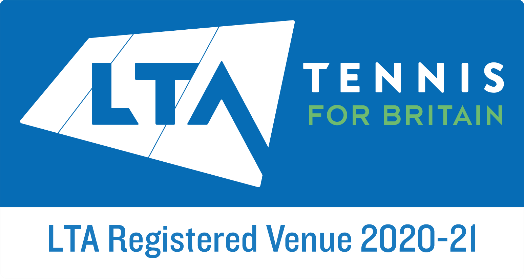 LTA
TENNIS
FOR BRITAIN
LTA Registered Venue 2020-21